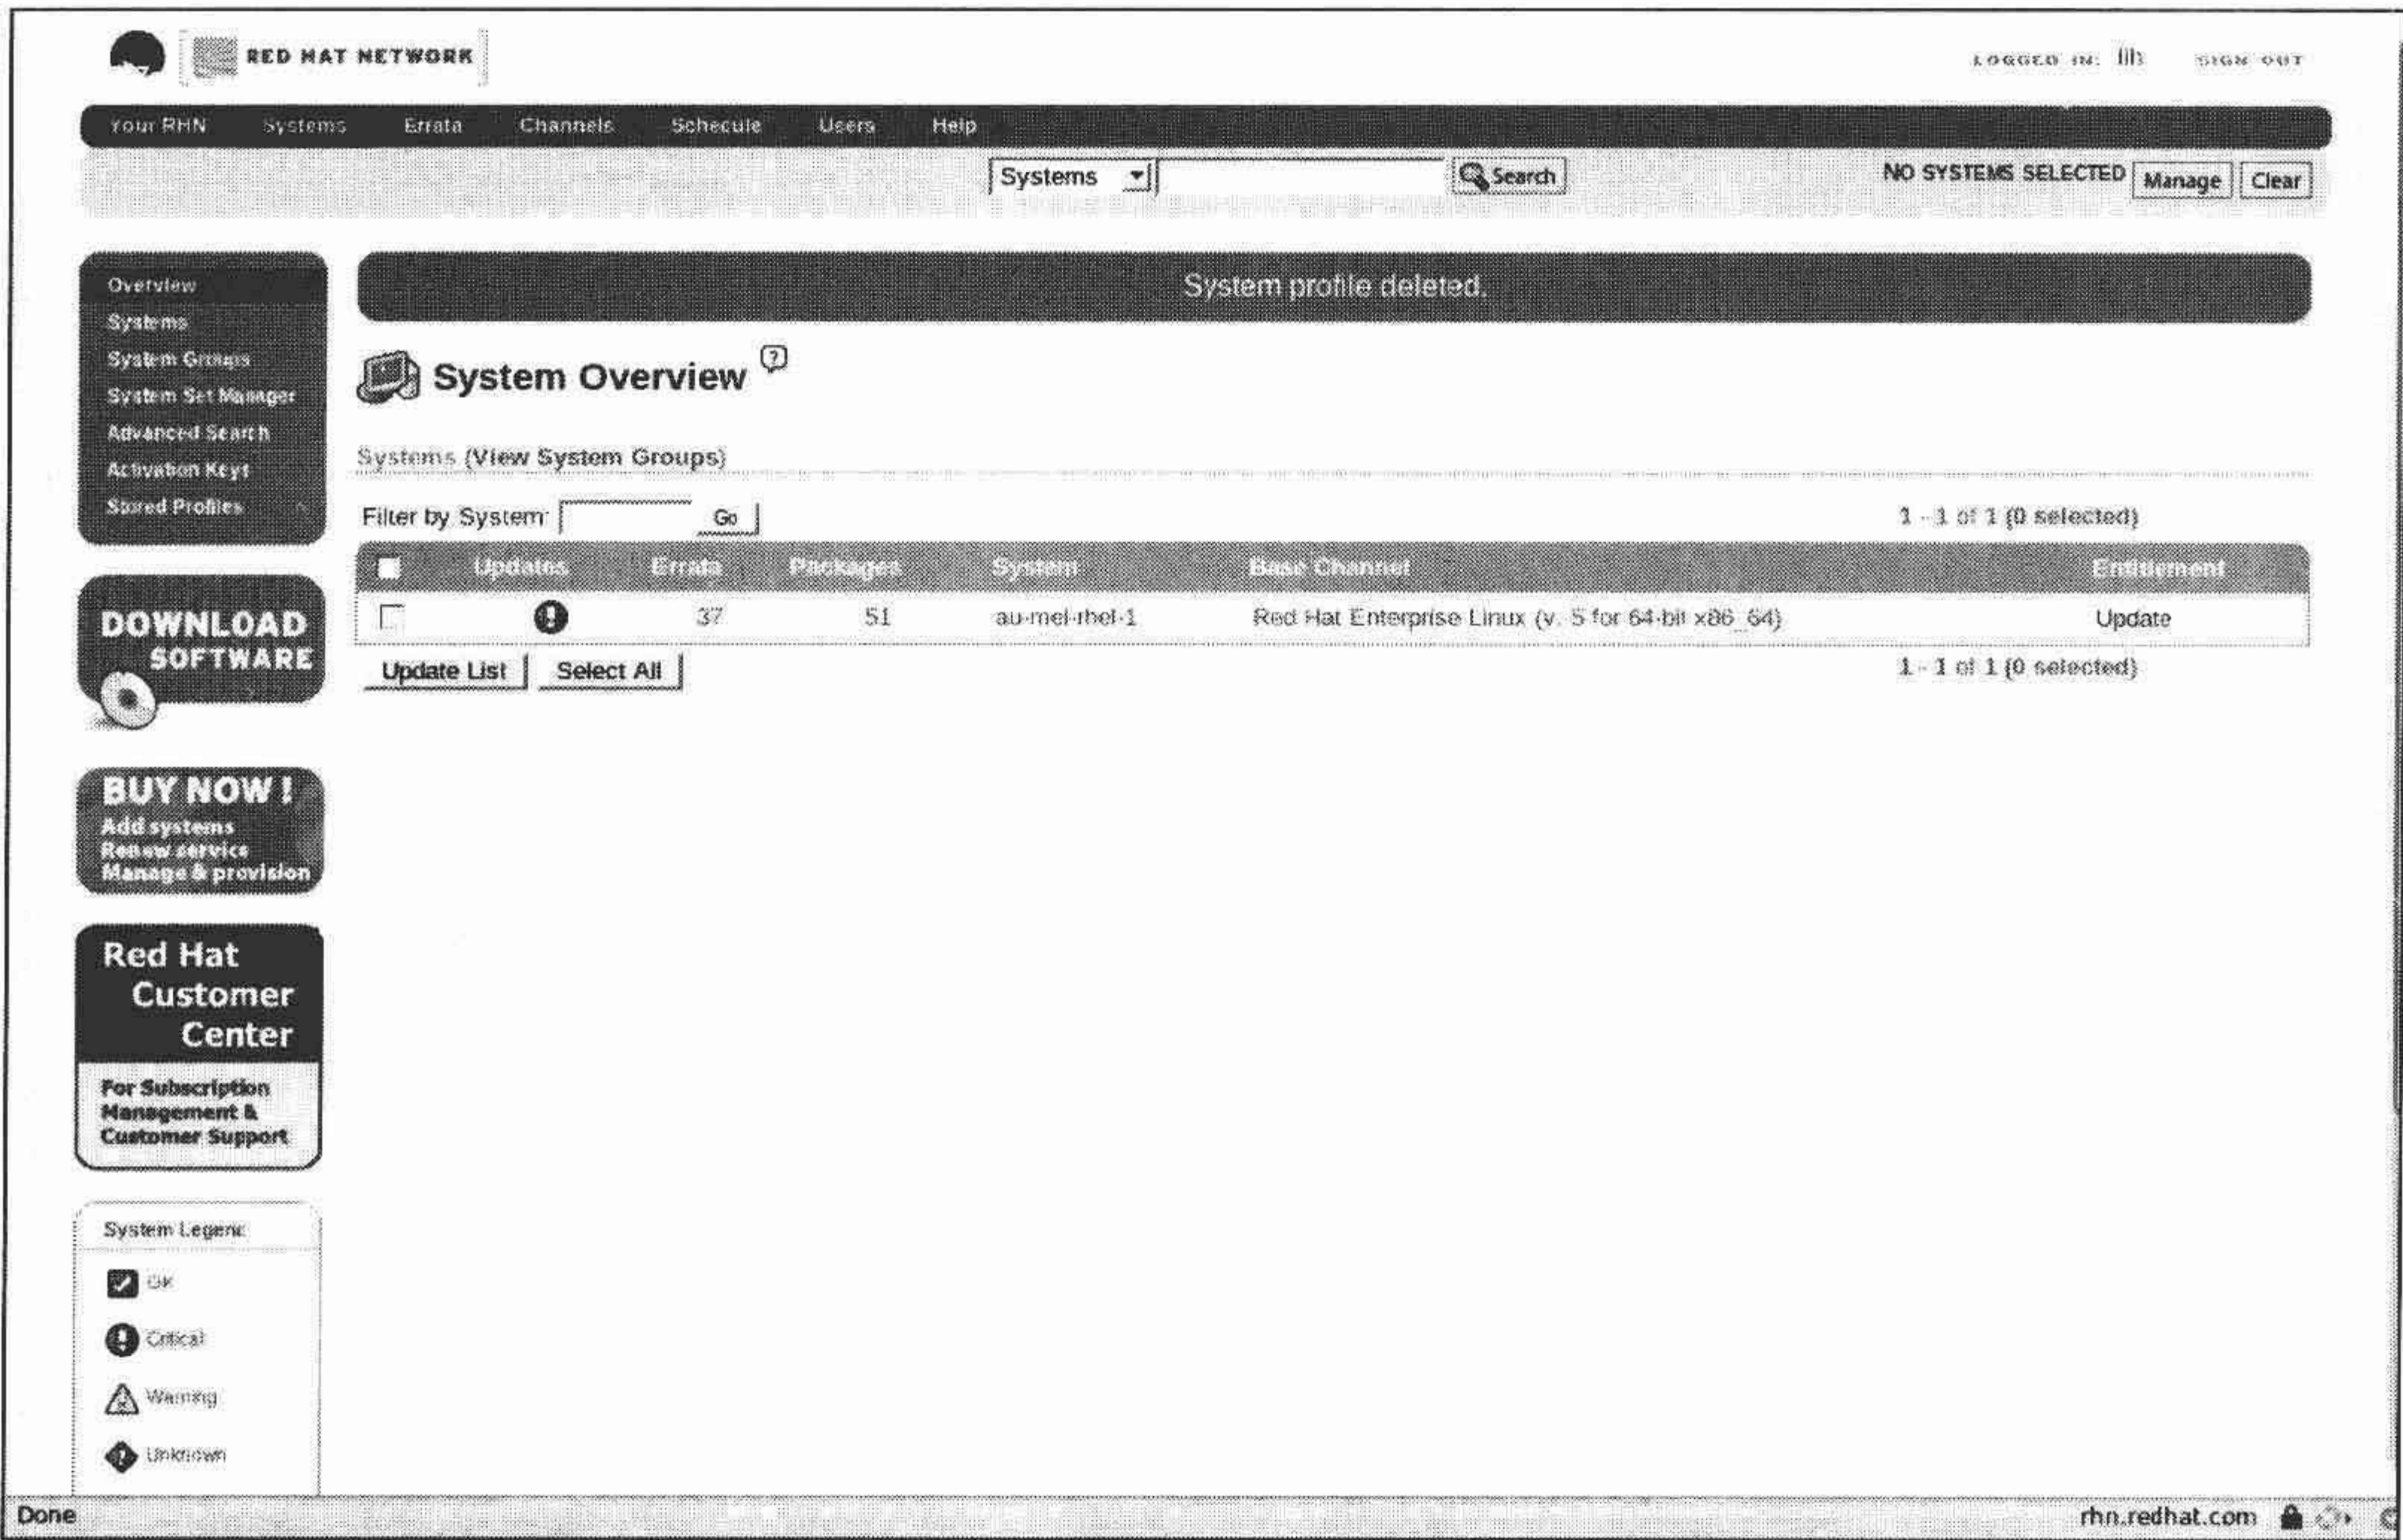 RED HAT NETWORK
LOGGED IN: SIGN OUT
Your RHN Systems Errata Channels Schedule Users Help
Systems Search NO SYSTEMS SELECTED Manage Clear
System profile deleted.
Overview
Systems
System Groups
System Set Manager
Advanced Search
Activation Keys
Stored Profiles
System Overview ?
Systems (View System Groups)
Filter by System: Go 1 - 1 of 1 (0 selected)
Updates Errata Packages System Base Channel Entitlement
37 51 au-mel-rhel-1 Red Hat Enterprise Linux (v. 5 for 64-bit x86_64) Update
Update List Select All 1 - 1 of 1 (0 selected)
DOWNLOAD
SOFTWARE
BUY NOW !
Add systems
Renew service
Manage & provision
Red Hat
Customer
Center
For Subscription
Management &
Customer Support
System Legend
OK
Critical
Warning
Unknown
Done rhn.redhat.com